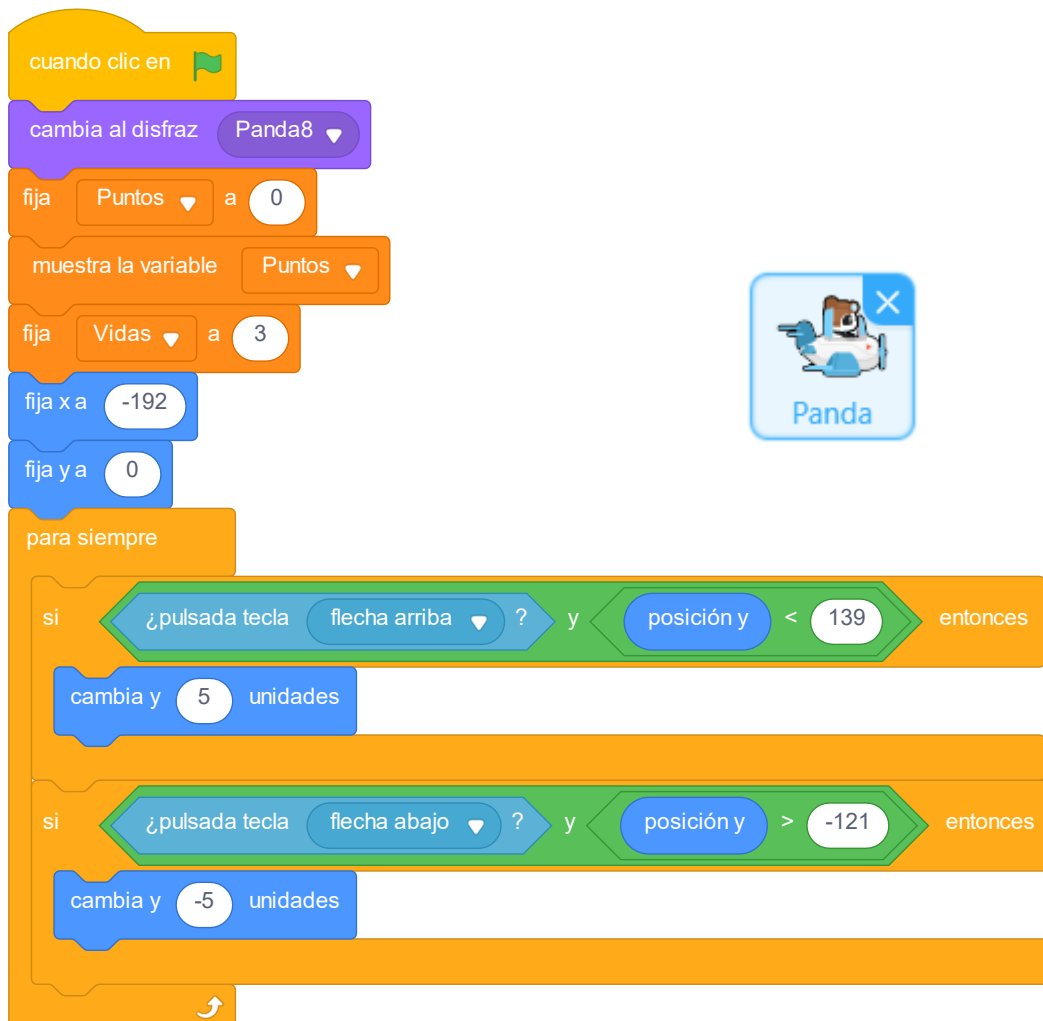 cuando clic en
cambia al disfraz Panda8
fija Puntos a 0
muestra la variable Puntos
fija Vidas a 3
fija x a -192
Panda
fija y a 0
para siempre
si ¿pulsada tecla flecha arriba ? y posición y < 139 entonces
cambia y 5 unidades
si ¿pulsada tecla flecha abajo ? y posición y > -121 entonces
cambia y -5 unidades